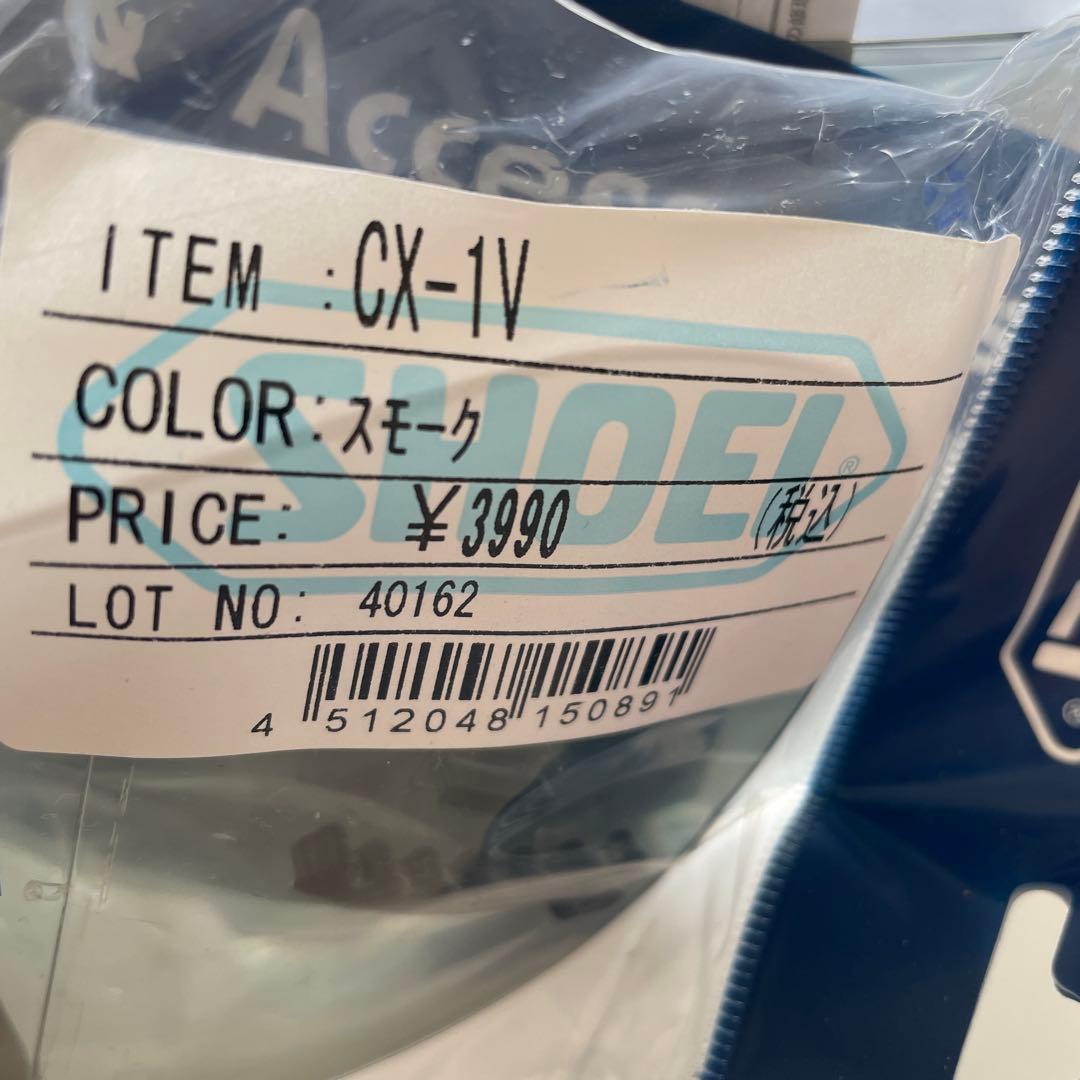 & Acces
ITEM : CX-1V
COLOR: スモーク
PRICE: ¥3990 (税込)
LOT NO: 40162
SHOEI®
4 512048 150891